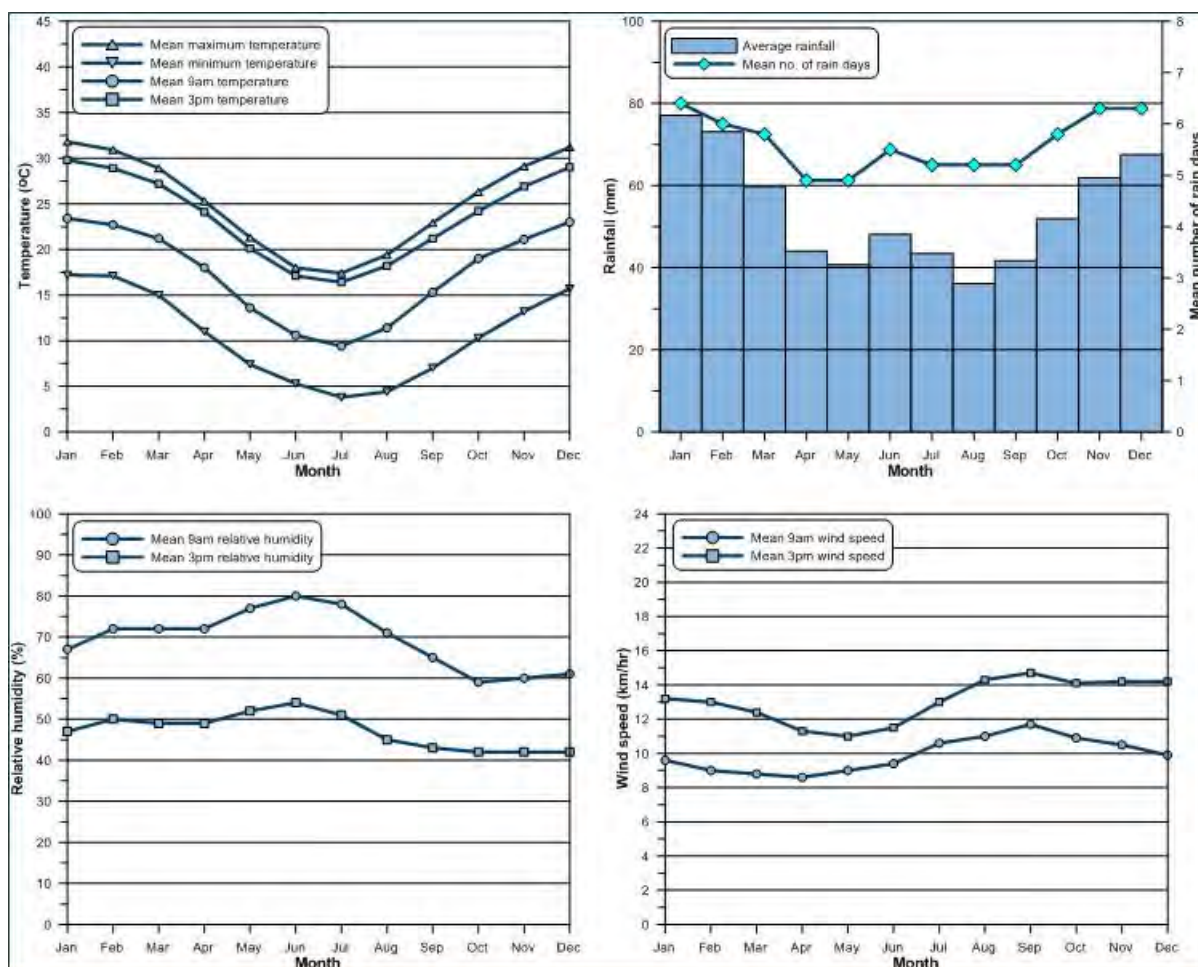 45
40
35
30
25
20
15
10
5
0
Temperature (oC)
Mean maximum temperature
Mean minimum temperature
Mean 9am temperature
Mean 3pm temperature
Jan Feb Mar Apr May Jun Jul Aug Sep Oct Nov Dec
Month
100
80
60
40
20
0
Rainfall (mm)
Average rainfall
Mean no. of rain days
8
7
6
5
4
3
2
1
0
Mean number of rain days
Jan Feb Mar Apr May Jun Jul Aug Sep Oct Nov Dec
Month
100
90
80
70
60
50
40
30
20
10
0
Relative humidity (%)
Mean 9am relative humidity
Mean 3pm relative humidity
Jan Feb Mar Apr May Jun Jul Aug Sep Oct Nov Dec
Month
24
22
20
18
16
14
12
10
8
6
4
2
0
Wind speed (km/hr)
Mean 9am wind speed
Mean 3pm wind speed
Jan Feb Mar Apr May Jun Jul Aug Sep Oct Nov Dec
Month